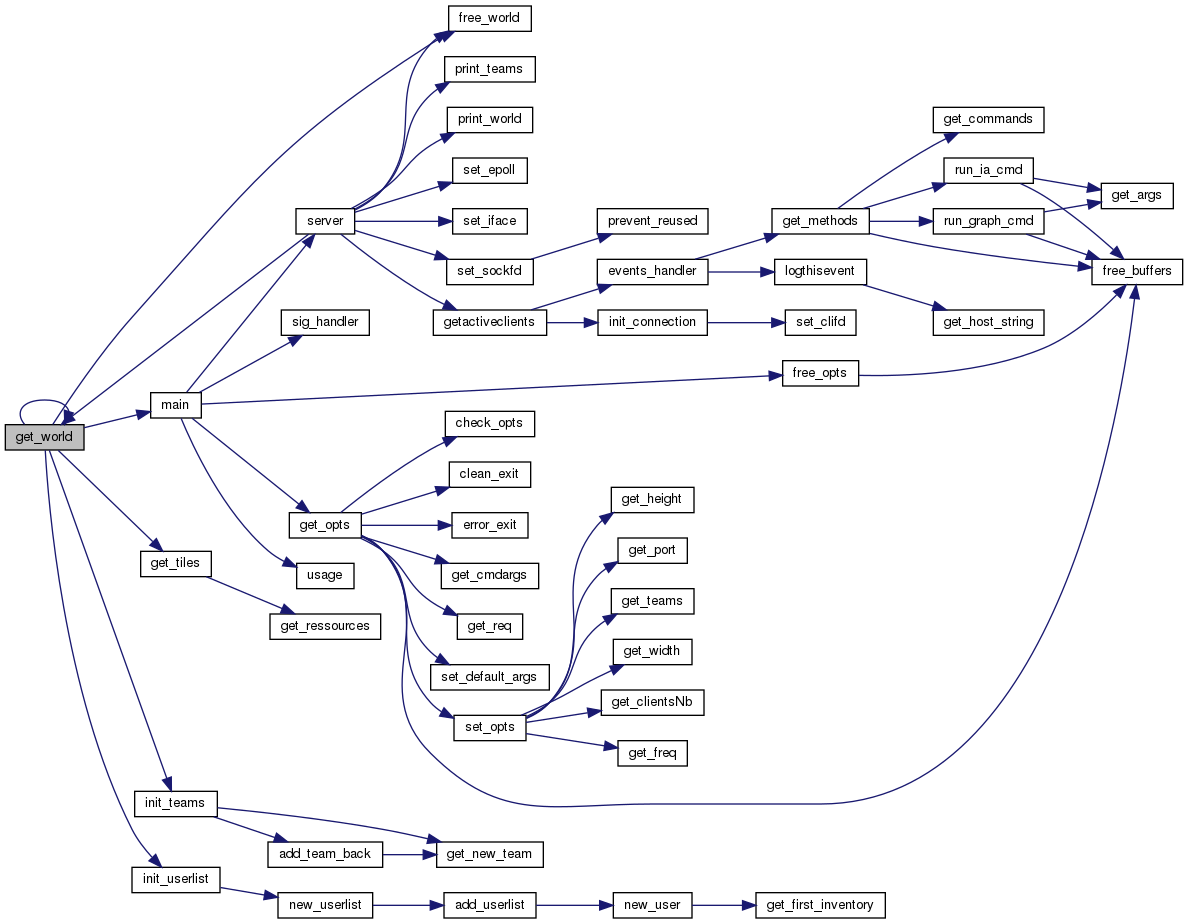 free_world
print_teams
print_world
get_commands
set_epoll
run_ia_cmd
get_args
server
set_iface
prevent_reused
get_methods
run_graph_cmd
set_sockfd
events_handler
logthisevent
free_buffers
sig_handler
getactiveclients
init_connection
set_clifd
get_host_string
free_opts
main
get_world
check_opts
clean_exit
get_height
get_opts
error_exit
get_port
get_tiles
usage
get_cmdargs
get_teams
get_ressources
get_req
get_width
set_default_args
get_clientsNb
set_opts
get_freq
init_teams
add_team_back
get_new_team
init_userlist
new_userlist
add_userlist
new_user
get_first_inventory